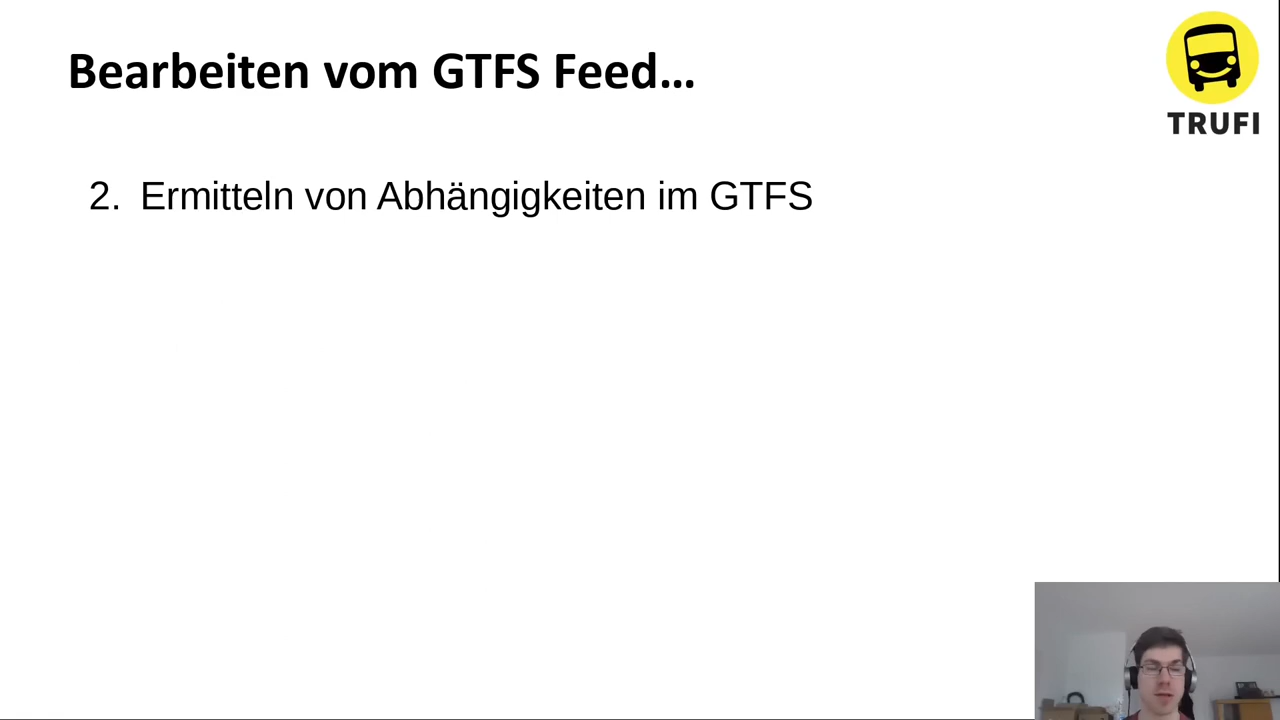 Bearbeiten vom GTFS Feed...
TRUFI
2. Ermitteln von Abhängigkeiten im GTFS